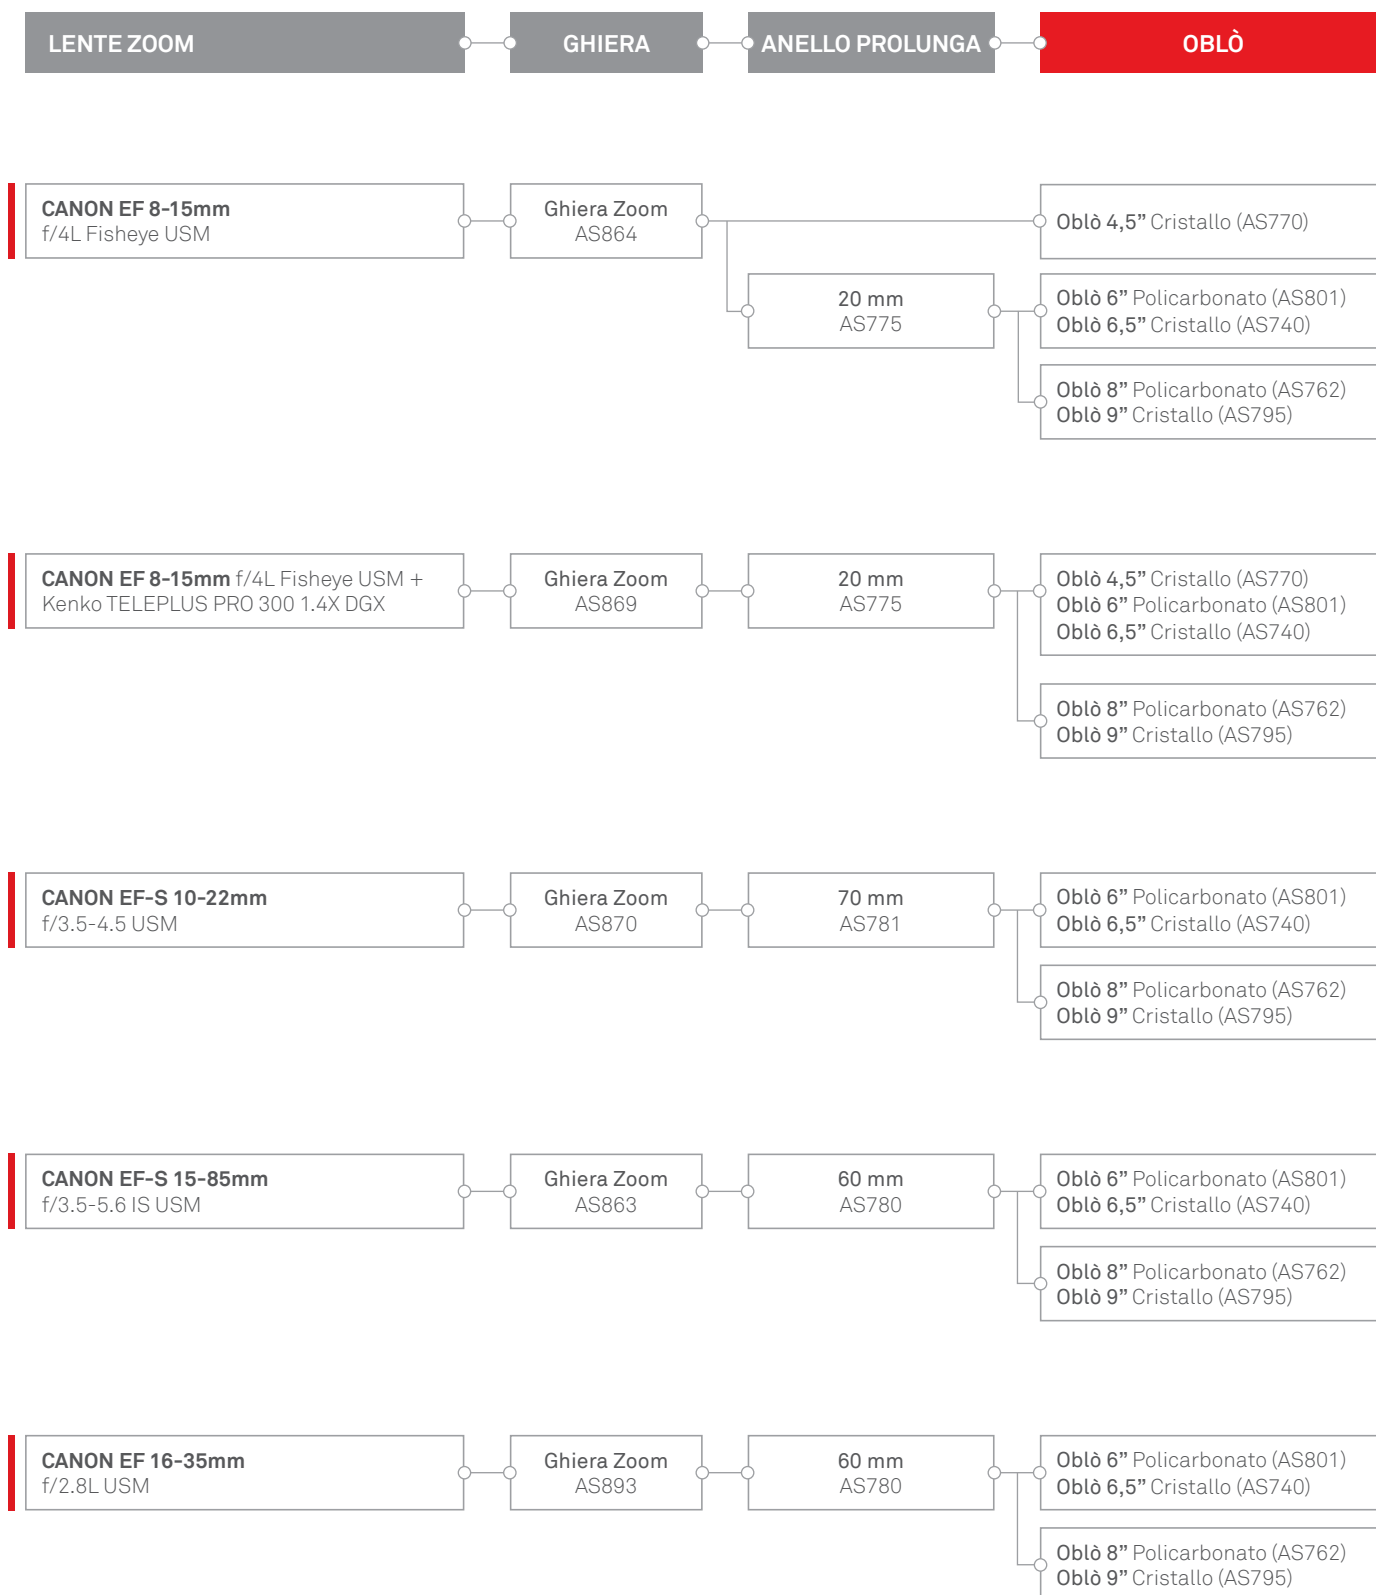 LENTE ZOOM
GHIERA
ANELLO PROLUNGA
OBLÒ
CANON EF 8-15mm
f/4L Fisheye USM
Ghiera Zoom
AS864
Oblò 4,5” Cristallo (AS770)
20 mm
AS775
Oblò 6” Policarbonato (AS801)
Oblò 6,5” Cristallo (AS740)
Oblò 8” Policarbonato (AS762)
Oblò 9” Cristallo (AS795)
CANON EF 8-15mm f/4L Fisheye USM +
Kenko TELEPLUS PRO 300 1.4X DGX
Ghiera Zoom
AS869
20 mm
AS775
Oblò 4,5” Cristallo (AS770)
Oblò 6” Policarbonato (AS801)
Oblò 6,5” Cristallo (AS740)
Oblò 8” Policarbonato (AS762)
Oblò 9” Cristallo (AS795)
CANON EF-S 10-22mm
f/3.5-4.5 USM
Ghiera Zoom
AS870
70 mm
AS781
Oblò 6” Policarbonato (AS801)
Oblò 6,5” Cristallo (AS740)
Oblò 8” Policarbonato (AS762)
Oblò 9” Cristallo (AS795)
CANON EF-S 15-85mm
f/3.5-5.6 IS USM
Ghiera Zoom
AS863
60 mm
AS780
Oblò 6” Policarbonato (AS801)
Oblò 6,5” Cristallo (AS740)
Oblò 8” Policarbonato (AS762)
Oblò 9” Cristallo (AS795)
CANON EF 16-35mm
f/2.8L USM
Ghiera Zoom
AS893
60 mm
AS780
Oblò 6” Policarbonato (AS801)
Oblò 6,5” Cristallo (AS740)
Oblò 8” Policarbonato (AS762)
Oblò 9” Cristallo (AS795)